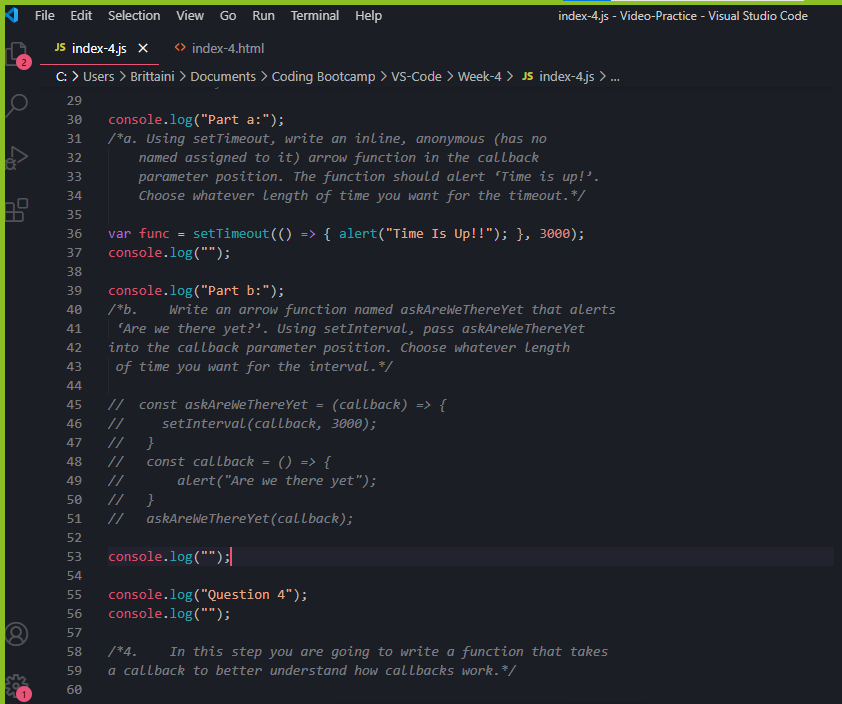 File Edit Selection View Go Run Terminal Help index-4.js - Video-Practice - Visual Studio Code
JS index-4.js × <> index-4.html
2
C: > Users > Brittaini > Documents > Coding Bootcamp > VS-Code > Week-4 > JS index-4.js > ...
29
30 console.log("Part a:");
31 /*a. Using setTimeout, write an inline, anonymous (has no
32 named assigned to it) arrow function in the callback
33 parameter position. The function should alert ‘Time is up!’.
34 Choose whatever length of time you want for the timeout.*/
35
36 var func = setTimeout(() => { alert("Time Is Up!!"); }, 3000);
37 console.log("");
38
39 console.log("Part b:");
40 /*b. Write an arrow function named askAreWeThereYet that alerts
41 ‘Are we there yet?’. Using setInterval, pass askAreWeThereYet
42 into the callback parameter position. Choose whatever length
43 of time you want for the interval.*/
44
45 // const askAreWeThereYet = (callback) => {
46 // setInterval(callback, 3000);
47 // }
48 // const callback = () => {
49 // alert("Are we there yet");
50 // }
51 // askAreWeThereYet(callback);
52
53 console.log("");
54
55 console.log("Question 4");
56 console.log("");
57
58 /*4. In this step you are going to write a function that takes
59 a callback to better understand how callbacks work.*/
60
1